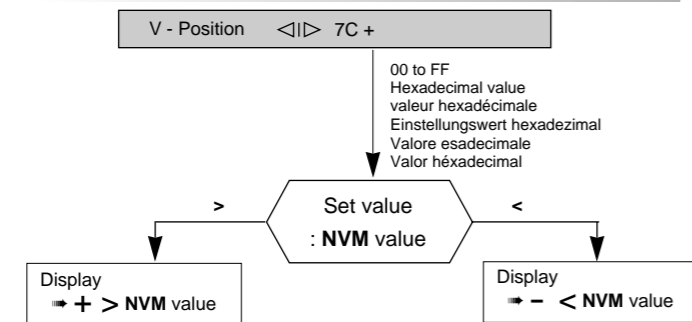 V - Position ◁I▷ 7C +
00 to FF
Hexadecimal value
valeur hexadécimale
Einstellungswert hexadezimal
Valore esadecimale
Valor héxadecimal
> Set value <
: NVM value
Display
➠ + > NVM value
Display
➠ - < NVM value